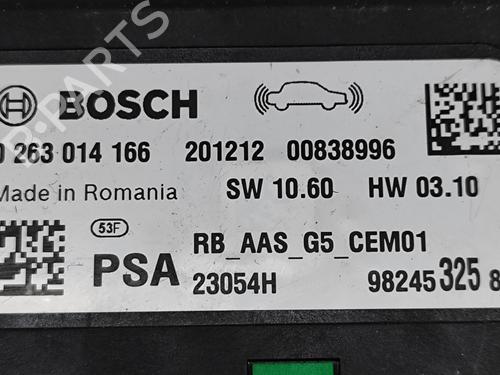 BOSCH
0 263 014 166 201212 00838996
Made in Romania SW 10.60 HW 03.10
53F RB_AAS_G5_CEM01
PSA 23054H 98245 325 8